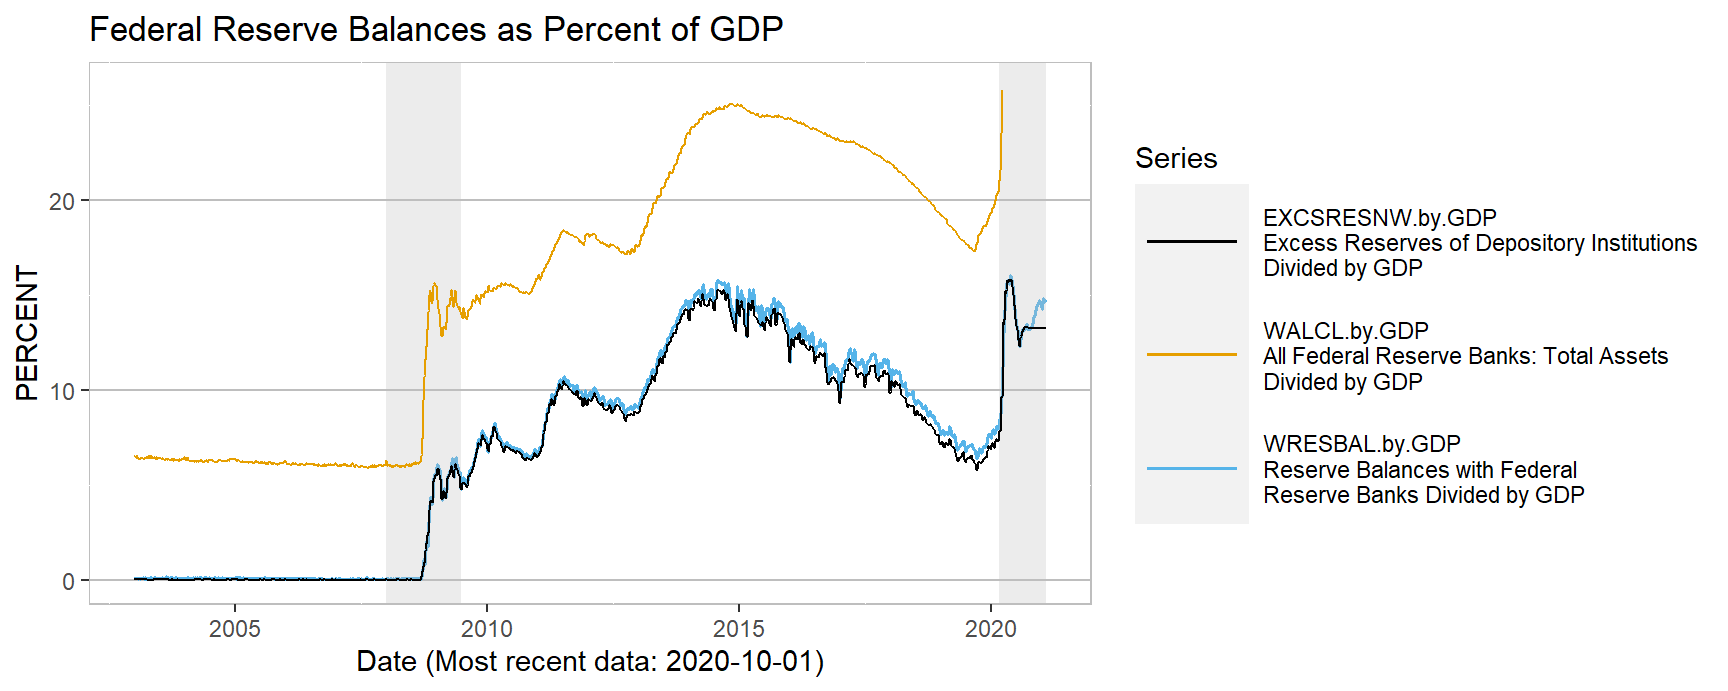 Federal Reserve Balances as Percent of GDP
PERCENT
20
10
0
2005
2010
2015
2020
Date (Most recent data: 2020-10-01)
Series
EXCSRESNW.by.GDP
Excess Reserves of Depository Institutions
Divided by GDP
WALCL.by.GDP
All Federal Reserve Banks: Total Assets
Divided by GDP
WRESBAL.by.GDP
Reserve Balances with Federal
Reserve Banks Divided by GDP